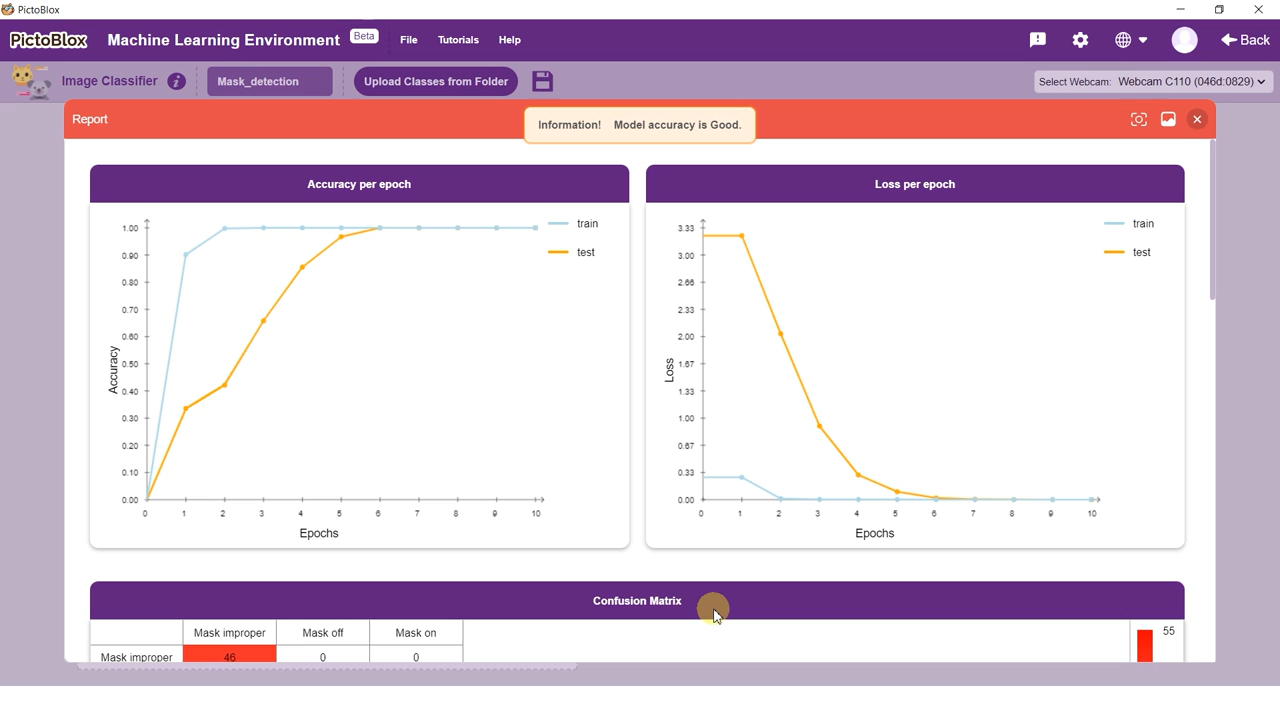 PictoBlox
PictoBlox Machine Learning Environment Beta File Tutorials Help Back
Image Classifier i Mask_detection Upload Classes from Folder Select Webcam: Webcam C110 (046d:0829)
Report
Information! Model accuracy is Good.
Accuracy per epoch
train
test
1.00
0.90
0.80
0.70
0.60
0.50
0.40
0.30
0.20
0.10
0.00
Accuracy
0 1 2 3 4 5 6 7 8 9 10
Epochs
Loss per epoch
train
test
3.33
3.00
2.66
2.33
2.00
1.67
1.33
1.00
0.67
0.33
0.00
Loss
0 1 2 3 4 5 6 7 8 9 10
Epochs
Confusion Matrix
Mask improper Mask off Mask on 55
Mask improper 46 0 0